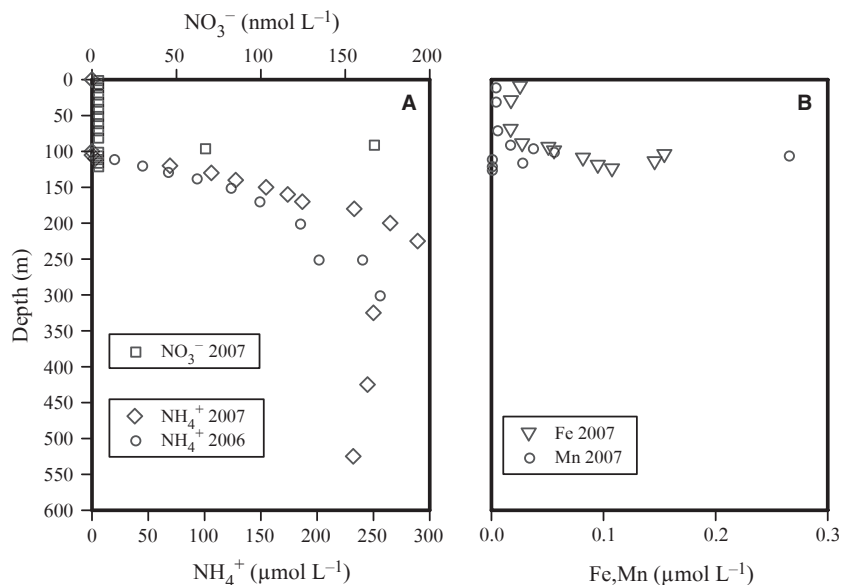 NO₃⁻ (nmol L⁻¹)
0 50 100 150 200
A
0
50
100
150
200
250
300
350
400
450
500
550
600
Depth (m)
NO₃⁻ 2007
NH₄⁺ 2007
NH₄⁺ 2006
0 50 100 150 200 250 300
NH₄⁺ (µmol L⁻¹)
B
Fe 2007
Mn 2007
0.0 0.1 0.2 0.3
Fe,Mn (µmol L⁻¹)